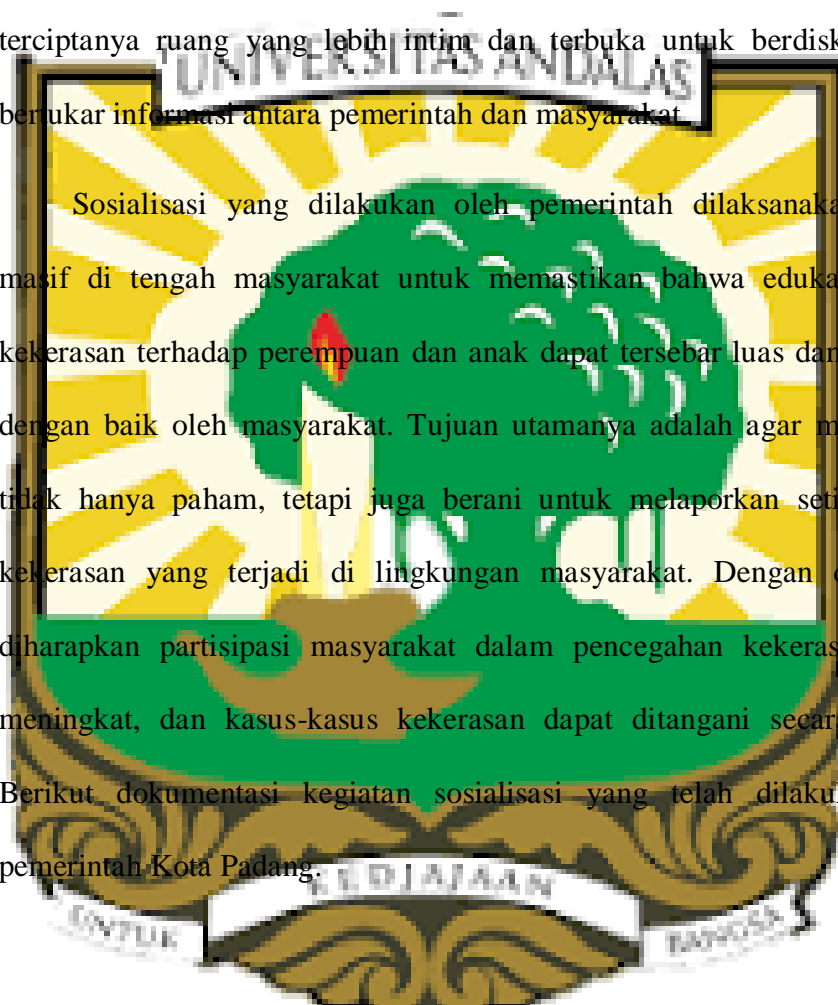 terciptanya ruang yang lebih intim dan terbuka untuk berdisk
UNIVERSITAS ANDALAS
bertukar informasi antara pemerintah dan masyarakat
Sosialisasi yang dilakukan oleh pemerintah dilaksanaka
masif di tengah masyarakat untuk memastikan bahwa eduka
kekerasan terhadap perempuan dan anak dapat tersebar luas dan
dengan baik oleh masyarakat. Tujuan utamanya adalah agar m
tidak hanya paham, tetapi juga berani untuk melaporkan seti
kekerasan yang terjadi di lingkungan masyarakat. Dengan d
diharapkan partisipasi masyarakat dalam pencegahan kekeras
meningkat, dan kasus-kasus kekerasan dapat ditangani secara
Berikut dokumentasi kegiatan sosialisasi yang telah dilaku
pemerintah Kota Padang.
UNTUK KEDJAJAAN BANGSA